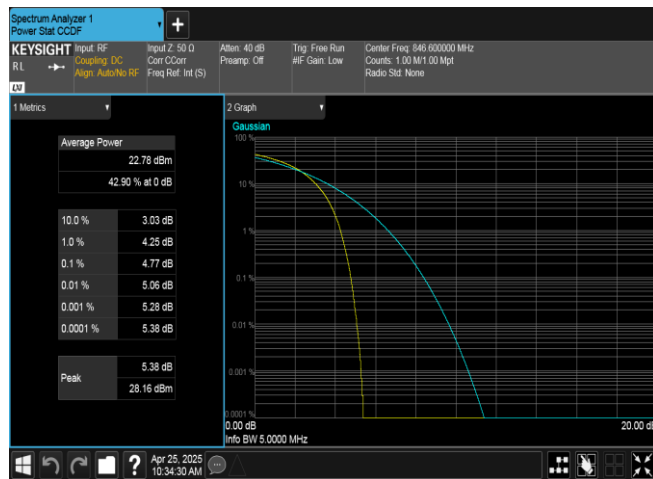 Spectrum Analyzer 1
Power Stat CCDF
+
KEYSIGHT
RL
LXI
Input: RF
Coupling: DC
Align: Auto/No RF
Input Z: 50 Ω
Corr CCorr
Freq Ref: Int (S)
Atten: 40 dB
Preamp: Off
Trig: Free Run
#IF Gain: Low
Center Freq: 846.600000 MHz
Counts: 1.00 M/1.00 Mpt
Radio Std: None
1 Metrics
Average Power
22.78 dBm
42.90 % at 0 dB
10.0 % 3.03 dB
1.0 % 4.25 dB
0.1 % 4.77 dB
0.01 % 5.06 dB
0.001 % 5.28 dB
0.0001 % 5.38 dB
Peak
5.38 dB
28.16 dBm
2 Graph
Gaussian
100 %
10 %
1 %
0.1 %
0.01 %
0.001 %
0.0001 %
0.00 dB
20.00 dB
Info BW 5.0000 MHz
?
Apr 25, 2025
10:34:30 AM